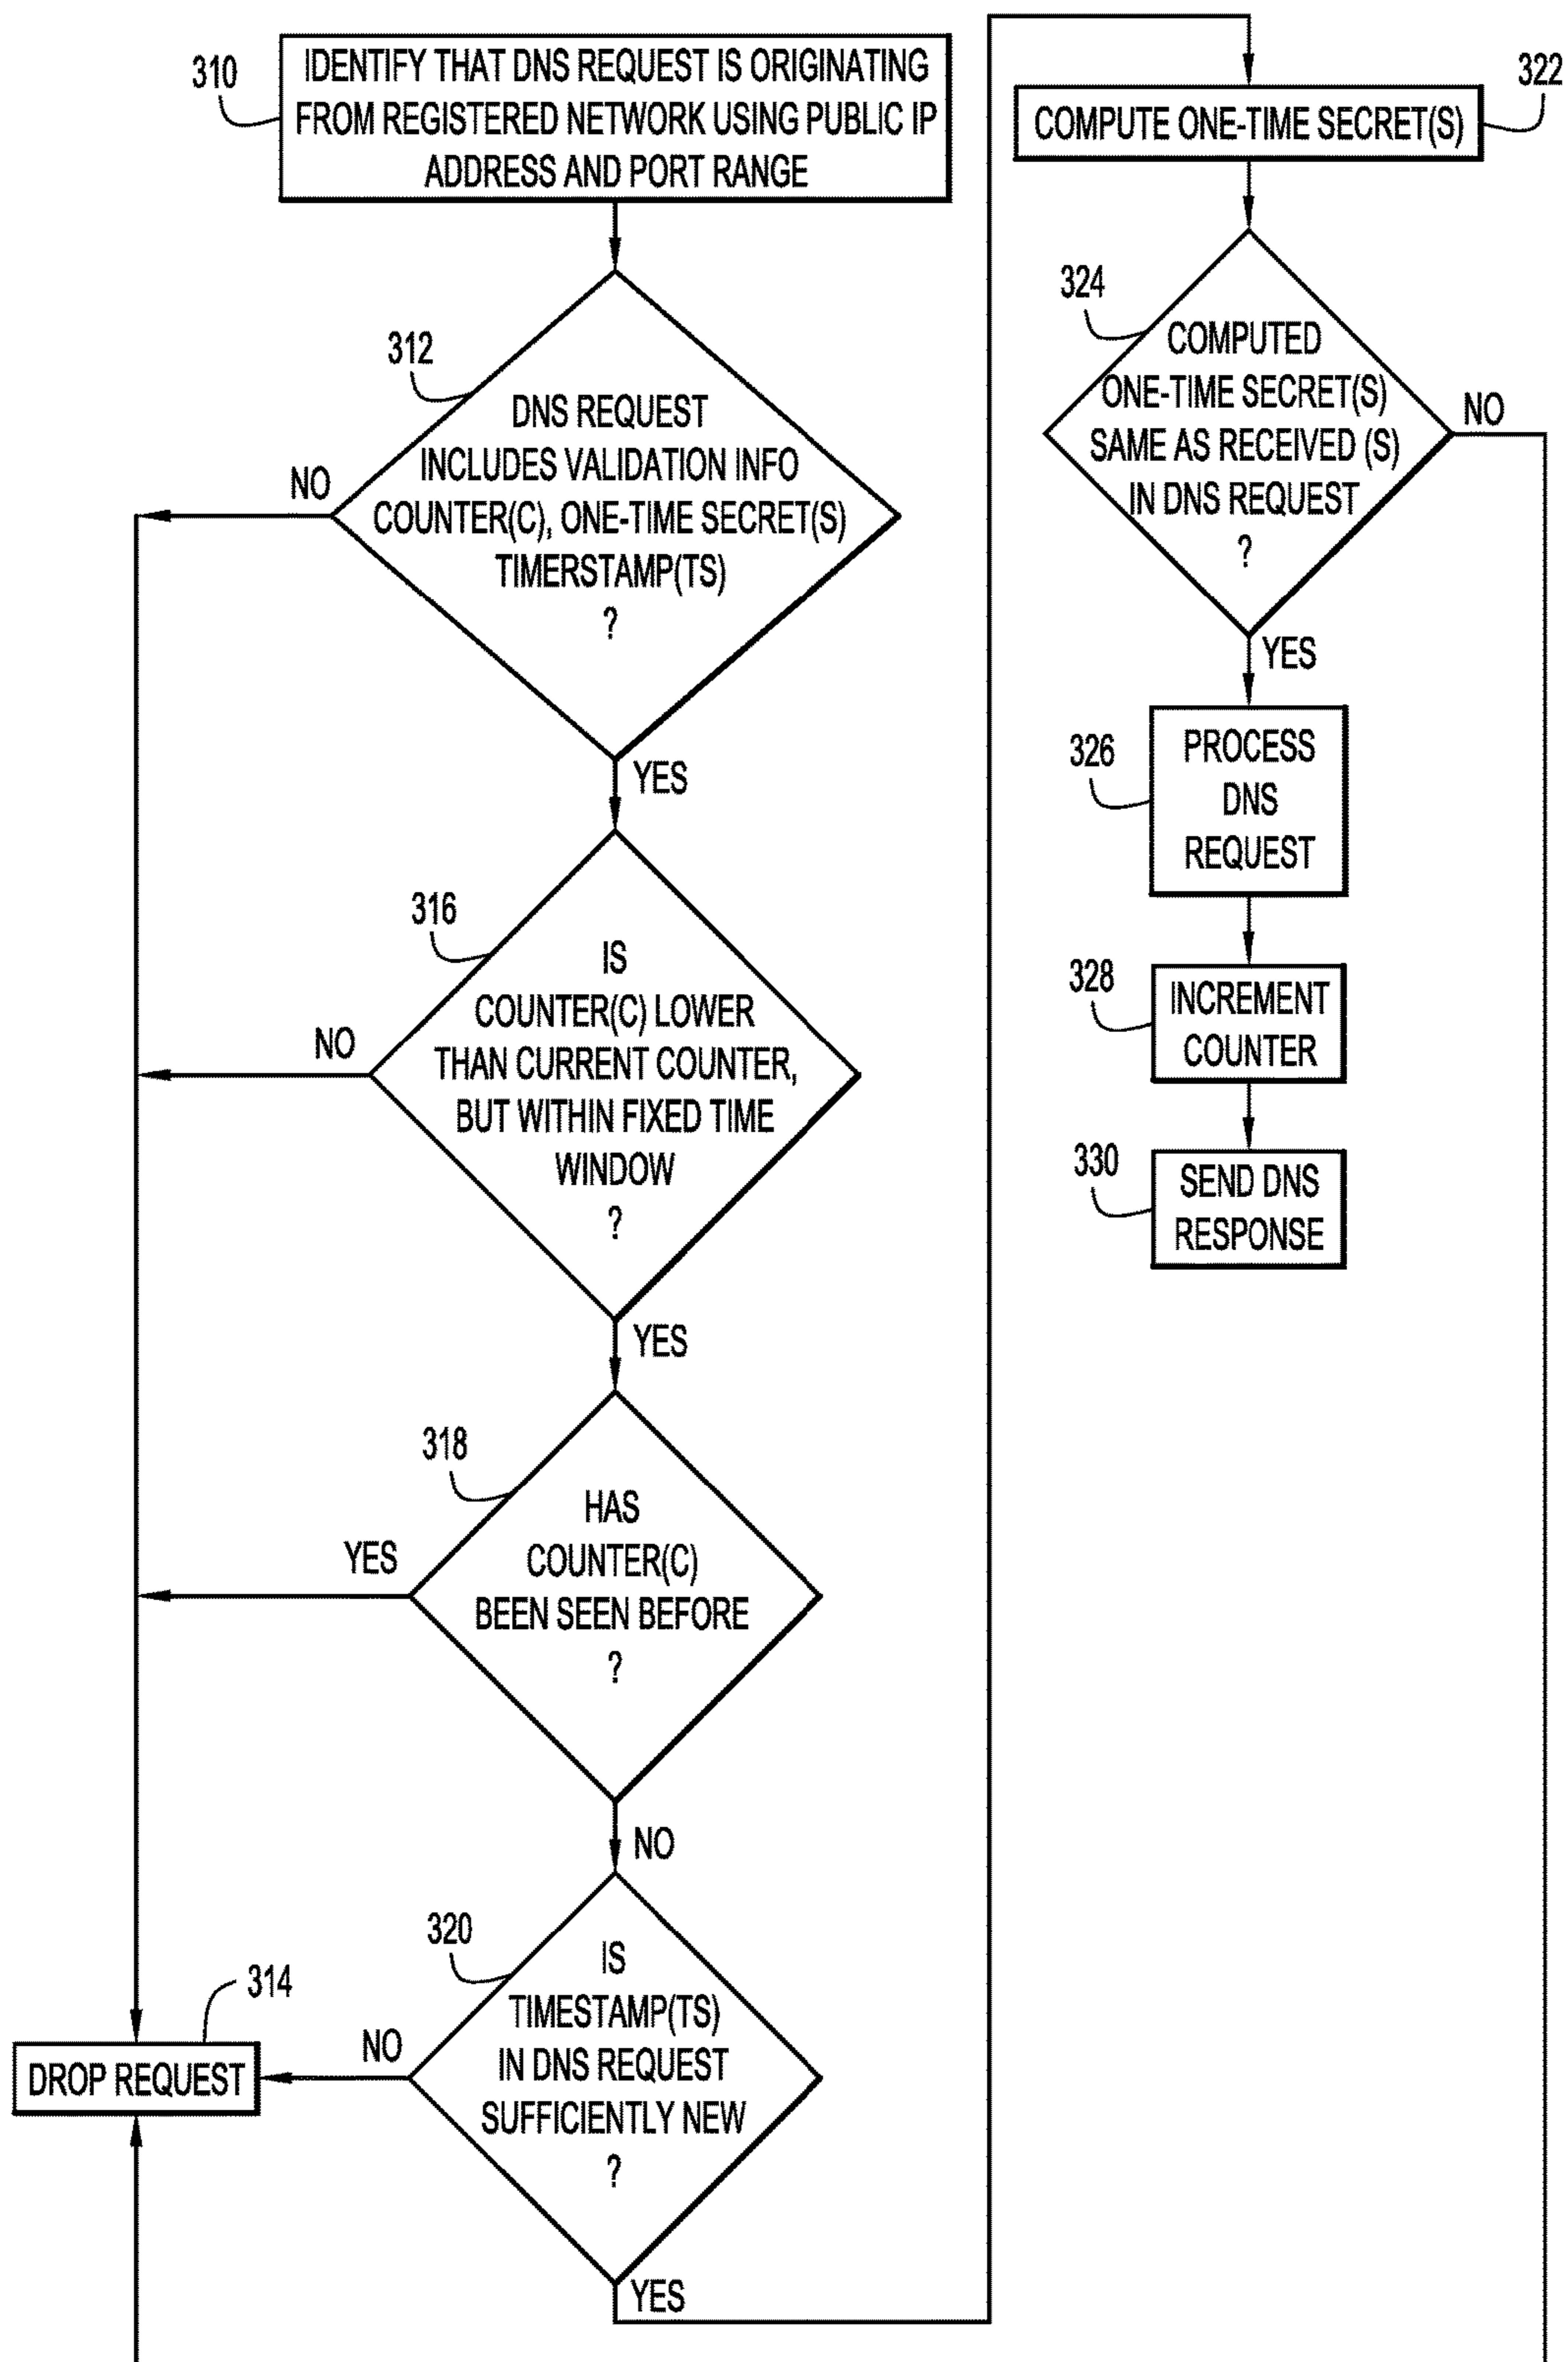 310
IDENTIFY THAT DNS REQUEST IS ORIGINATING
FROM REGISTERED NETWORK USING PUBLIC IP
ADDRESS AND PORT RANGE
312
DNS REQUEST
INCLUDES VALIDATION INFO
COUNTER(C), ONE-TIME SECRET(S)
TIMERSTAMP(TS)
?
NO
YES
316
IS
COUNTER(C) LOWER
THAN CURRENT COUNTER,
BUT WITHIN FIXED TIME
WINDOW
?
NO
YES
318
HAS
COUNTER(C)
BEEN SEEN BEFORE
?
YES
NO
320
IS
TIMESTAMP(TS)
IN DNS REQUEST
SUFFICIENTLY NEW
?
NO
YES
314
DROP REQUEST
322
COMPUTE ONE-TIME SECRET(S)
324
COMPUTED
ONE-TIME SECRET(S)
SAME AS RECEIVED (S)
IN DNS REQUEST
?
NO
YES
326
PROCESS
DNS
REQUEST
328
INCREMENT
COUNTER
330
SEND DNS
RESPONSE